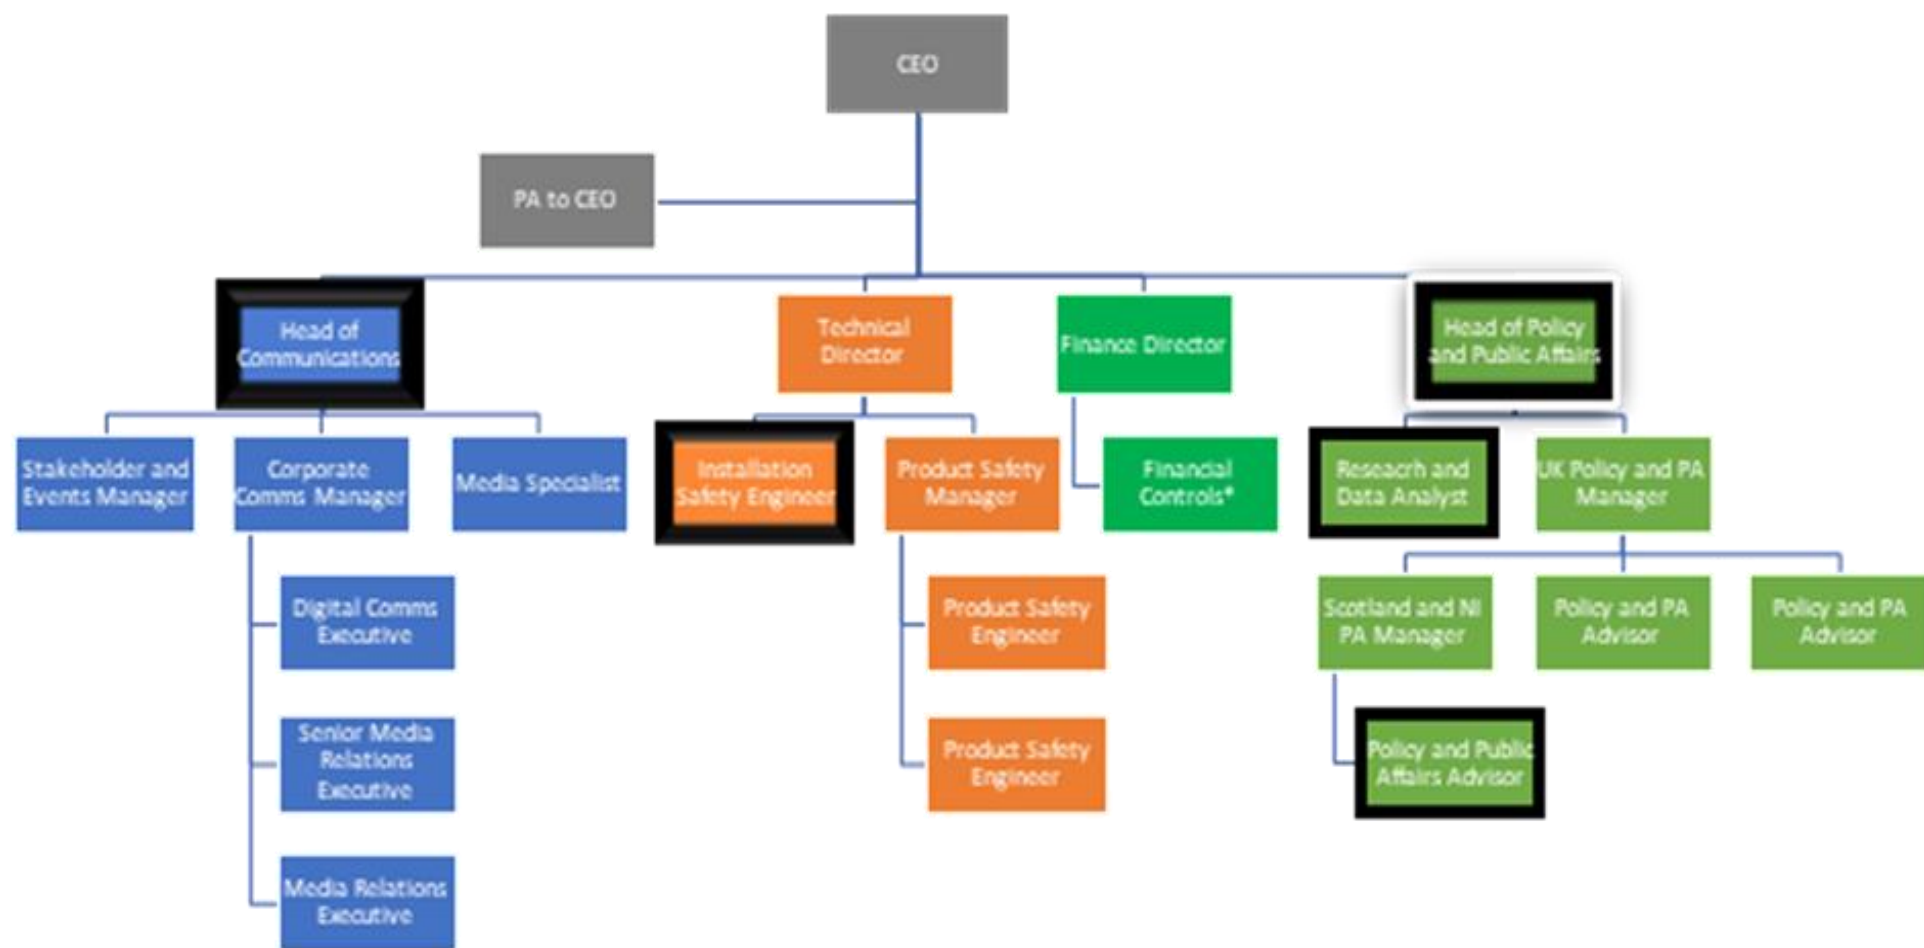 CEO
PA to CEO
Head of
Communications
Technical
Director
Finance Director
Head of Policy
and Public Affairs
Stakeholder and
Events Manager
Corporate
Comms Manager
Media Specialist
Installation
Safety Engineer
Product Safety
Manager
Financial
Controls*
Reseacrh and
Data Analyst
UK Policy and PA
Manager
Digital Comms
Executive
Product Safety
Engineer
Scotland and NI
PA Manager
Policy and PA
Advisor
Policy and PA
Advisor
Senior Media
Relations
Executive
Product Safety
Engineer
Policy and Public
Affairs Advisor
Media Relations
Executive